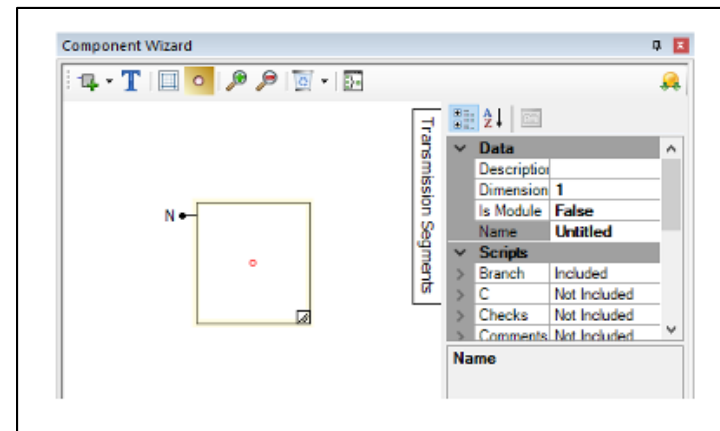 Component Wizard
T
A
Z
Transmission Segments
Data
Description
Dimension 1
Is Module False
Name Untitled
Scripts
Branch Included
C Not Included
Checks Not Included
Comments Not Included
Name
N